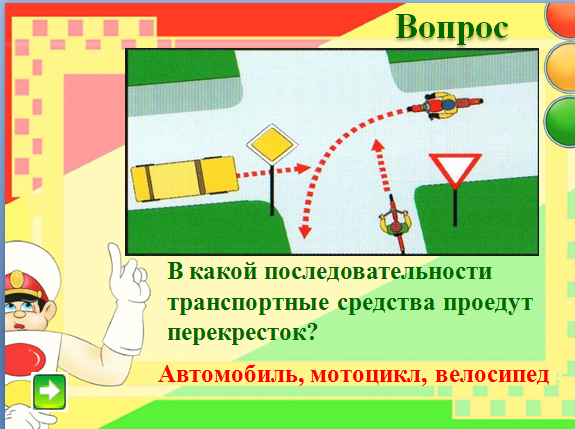 Вопрос
В какой последовательности
транспортные средства проедут
перекресток?
Автомобиль, мотоцикл, велосипед